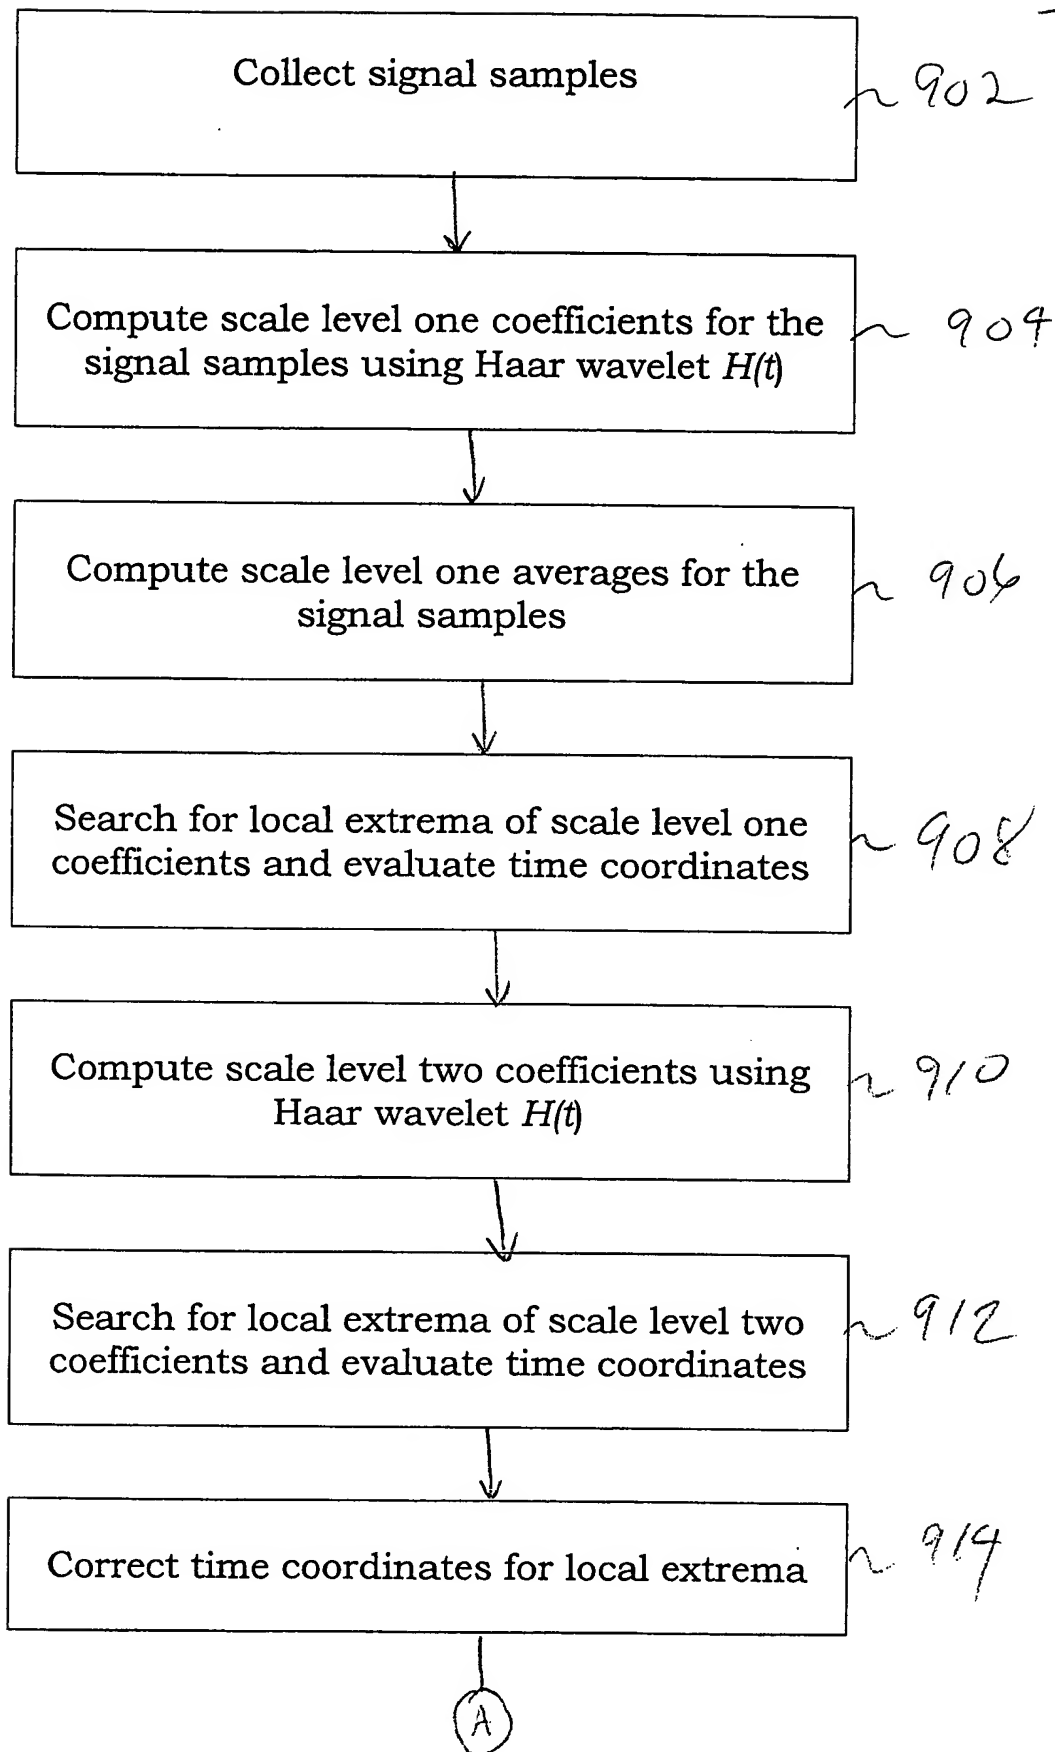 Collect signal samples
~ 902
Compute scale level one coefficients for the
signal samples using Haar wavelet H(t)
~ 904
Compute scale level one averages for the
signal samples
~ 906
Search for local extrema of scale level one
coefficients and evaluate time coordinates
~ 908
Compute scale level two coefficients using
Haar wavelet H(t)
~ 910
Search for local extrema of scale level two
coefficients and evaluate time coordinates
~ 912
Correct time coordinates for local extrema
~ 914
A